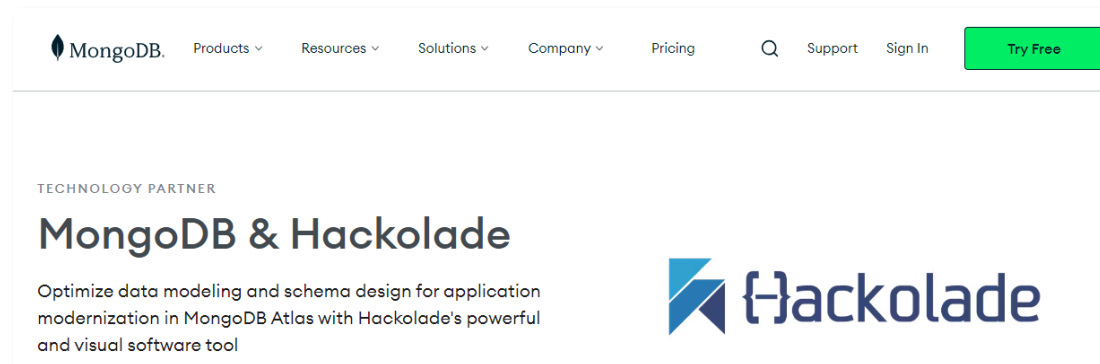 MongoDB. Products Resources Solutions Company Pricing Support Sign In Try Free
TECHNOLOGY PARTNER
MongoDB & Hackolade
Optimize data modeling and schema design for application
modernization in MongoDB Atlas with Hackolade's powerful
and visual software tool
{-}ackolade